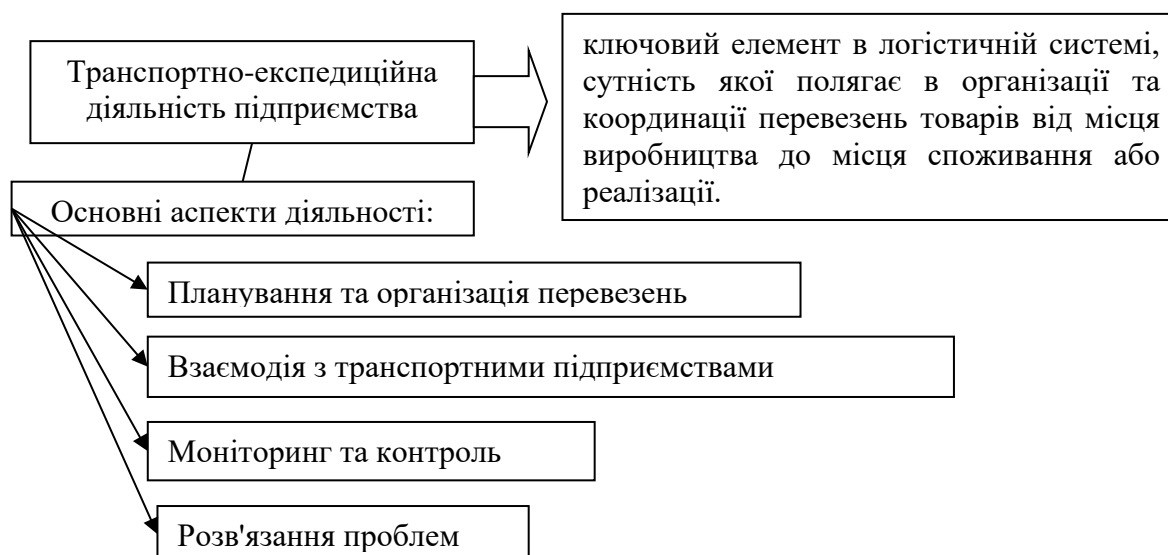 Транспортно-експедиційна
діяльність підприємства
ключовий елемент в логістичній системі,
сутність якої полягає в організації та
координації перевезень товарів від місця
виробництва до місця споживання або
реалізації.
Основні аспекти діяльності:
Планування та організація перевезень
Взаємодія з транспортними підприємствами
Моніторинг та контроль
Розв'язання проблем